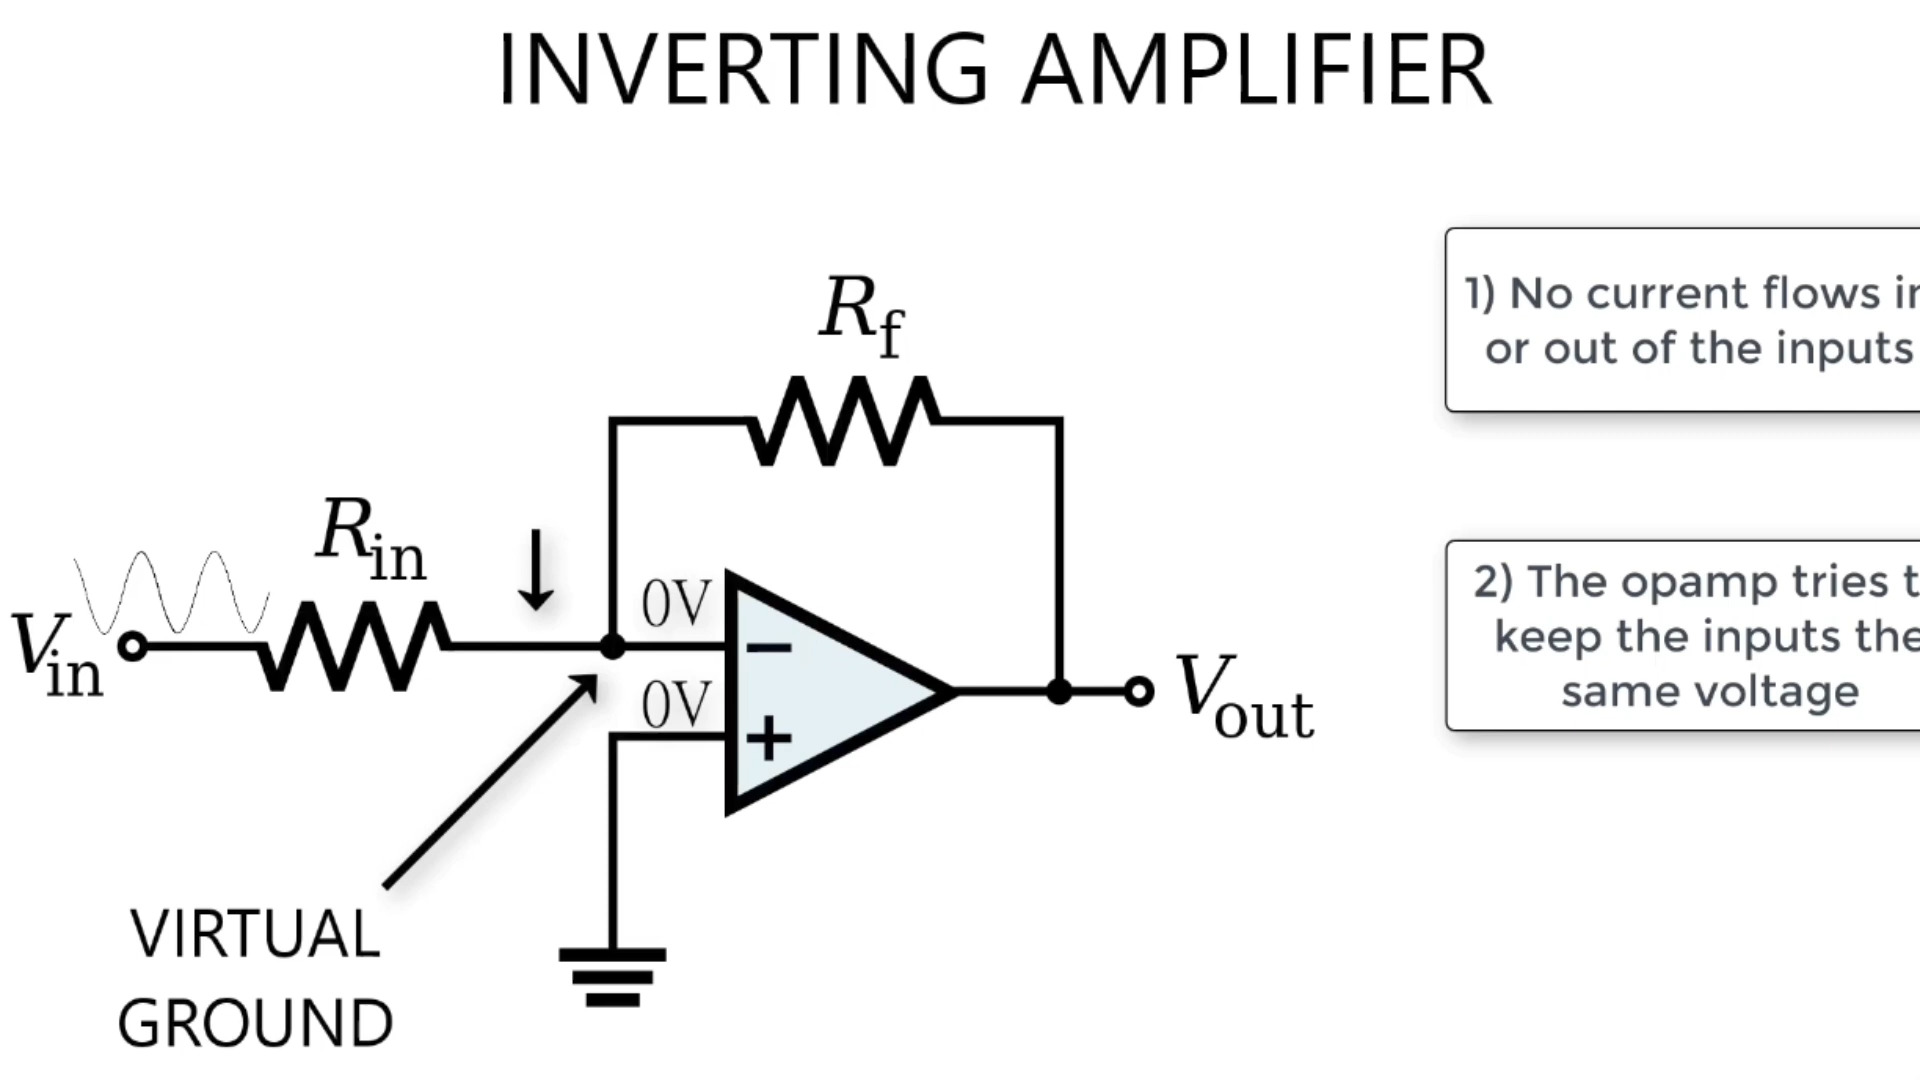 INVERTING AMPLIFIER
Rf
1) No current flows in
or out of the inputs
Rin
0V
2) The opamp tries t
keep the inputs the
same voltage
Vin
0V
Vout
VIRTUAL
GROUND